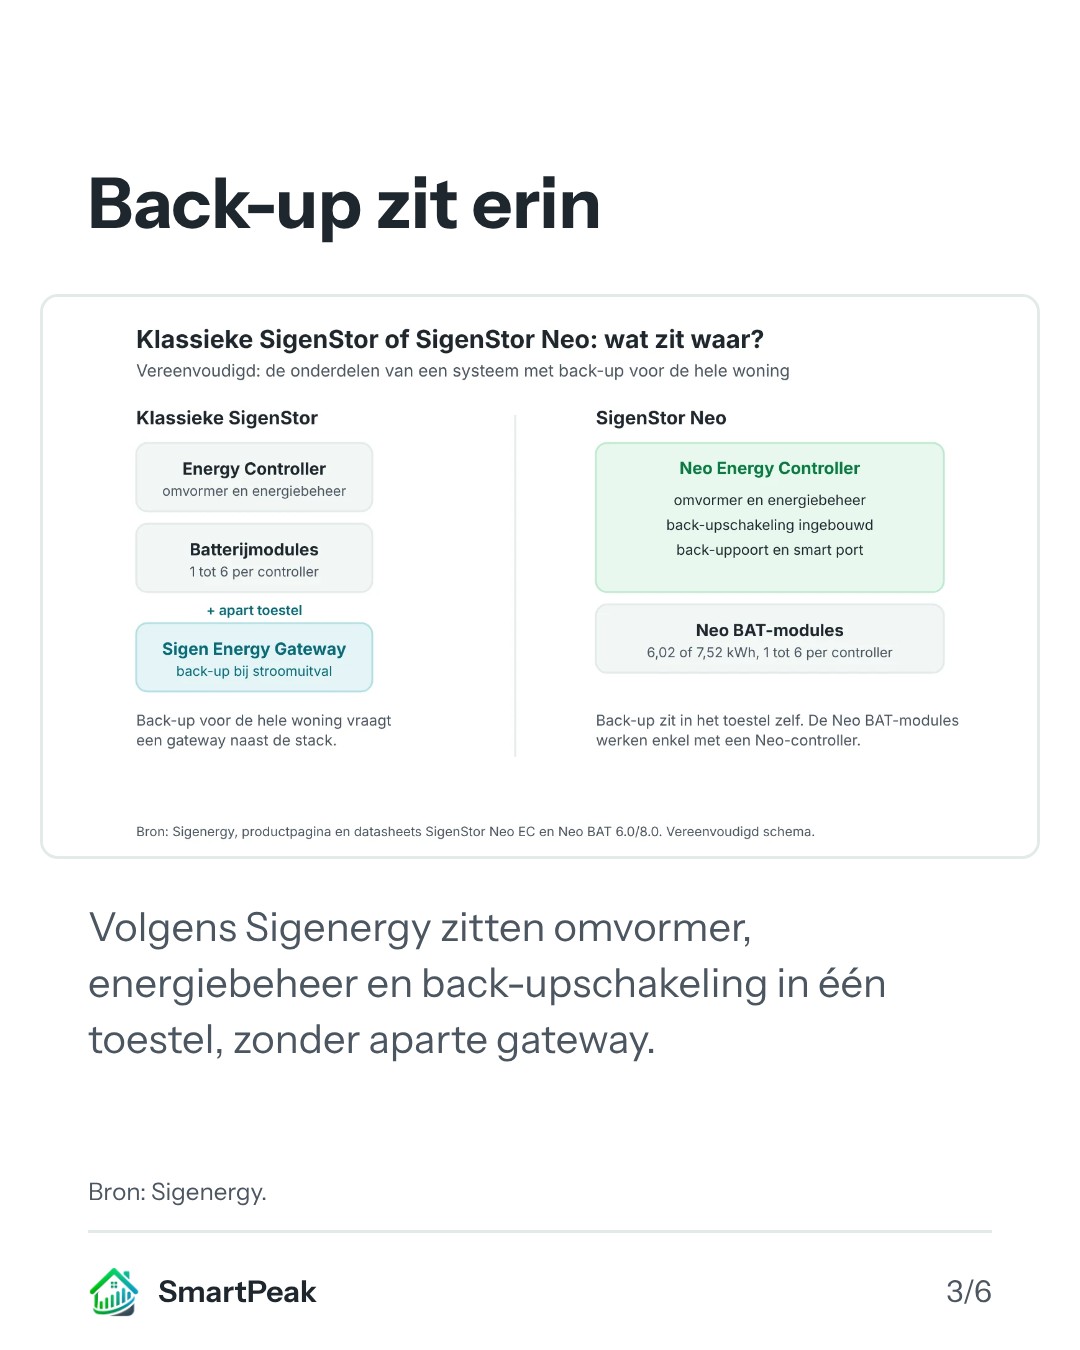 Back-up zit erin
Klassieke SigenStor of SigenStor Neo: wat zit waar?
Vereenvoudigd: de onderdelen van een systeem met back-up voor de hele woning
Klassieke SigenStor
Energy Controller
omvormer en energiebeheer
Batterijmodules
1 tot 6 per controller
+ apart toestel
Sigen Energy Gateway
back-up bij stroomuitval
Back-up voor de hele woning vraagt
een gateway naast de stack.
SigenStor Neo
Neo Energy Controller
omvormer en energiebeheer
back-upschakeling ingebouwd
back-uppoort en smart port
Neo BAT-modules
6,02 of 7,52 kWh, 1 tot 6 per controller
Back-up zit in het toestel zelf. De Neo BAT-modules
werken enkel met een Neo-controller.
Bron: Sigenergy, productpagina en datasheets SigenStor Neo EC en Neo BAT 6.0/8.0. Vereenvoudigd schema.
Volgens Sigenergy zitten omvormer,
energiebeheer en back-upschakeling in één
toestel, zonder aparte gateway.
Bron: Sigenergy.
SmartPeak
3/6